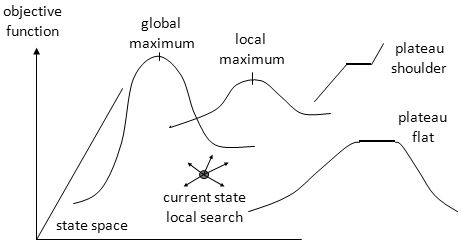 objective
function
global
maximum
local
maximum
plateau
shoulder
plateau
flat
current state
local search
state space